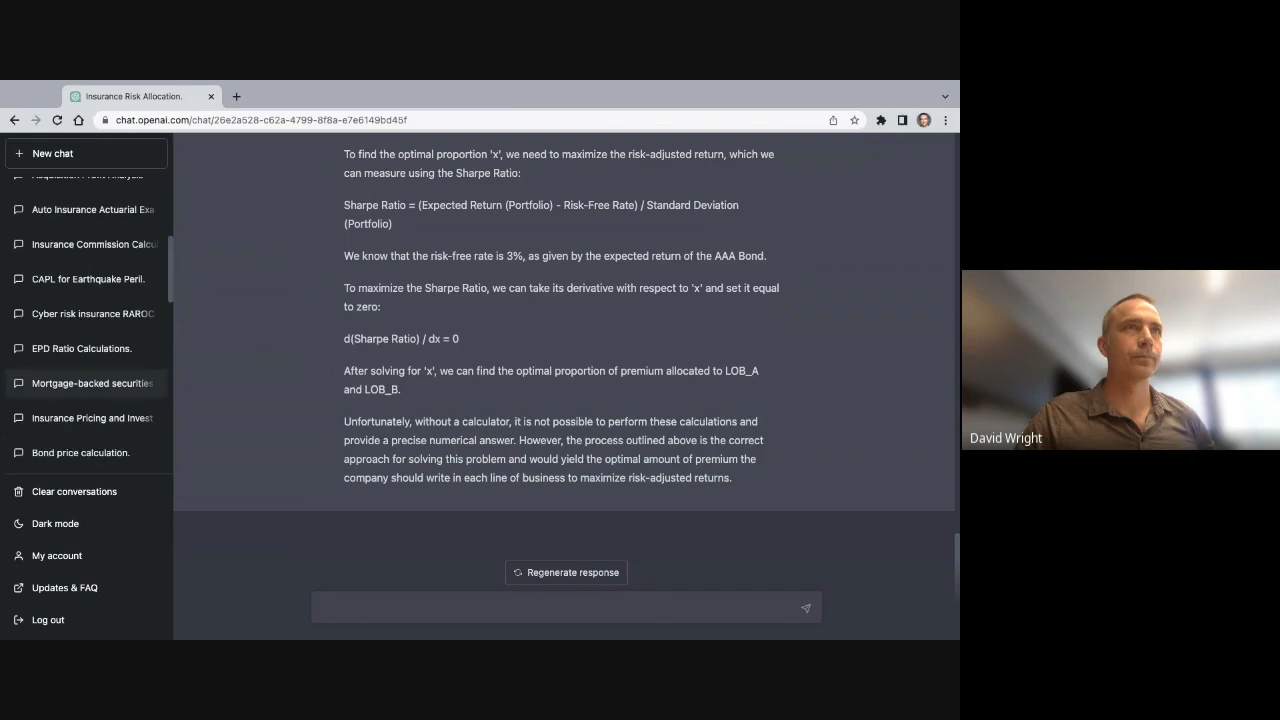 Insurance Risk Allocation.
chat.openai.com/chat/26e2a528-c62a-4799-8f8a-e7e6149bd45f
New chat
Auto Insurance Actuarial Exa
Insurance Commission Calcul
CAPL for Earthquake Peril.
Cyber risk insurance RAROC
EPD Ratio Calculations.
Mortgage-backed securities
Insurance Pricing and Invest
Bond price calculation.
Clear conversations
Dark mode
My account
Updates & FAQ
Log out
To find the optimal proportion 'x', we need to maximize the risk-adjusted return, which we
can measure using the Sharpe Ratio:
Sharpe Ratio = (Expected Return (Portfolio) - Risk-Free Rate) / Standard Deviation
(Portfolio)
We know that the risk-free rate is 3%, as given by the expected return of the AAA Bond.
To maximize the Sharpe Ratio, we can take its derivative with respect to 'x' and set it equal
to zero:
d(Sharpe Ratio) / dx = 0
After solving for 'x', we can find the optimal proportion of premium allocated to LOB_A
and LOB_B.
Unfortunately, without a calculator, it is not possible to perform these calculations and
provide a precise numerical answer. However, the process outlined above is the correct
approach for solving this problem and would yield the optimal amount of premium the
company should write in each line of business to maximize risk-adjusted returns.
Regenerate response
David Wright